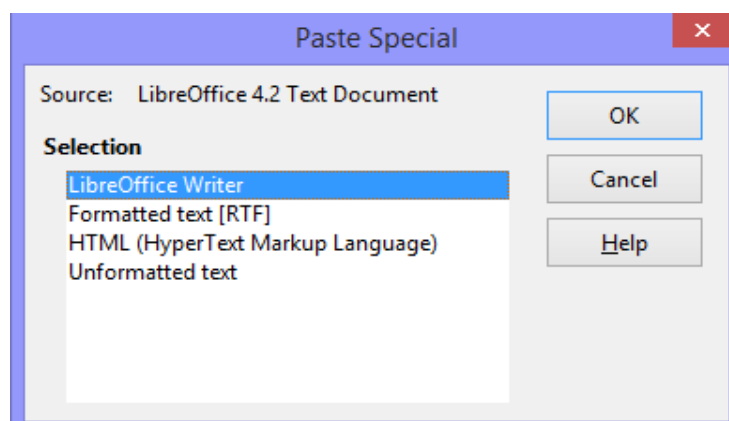 Paste Special
Source: LibreOffice 4.2 Text Document
OK
Selection
LibreOffice Writer
Cancel
Formatted text [RTF]
HTML (HyperText Markup Language)
Help
Unformatted text